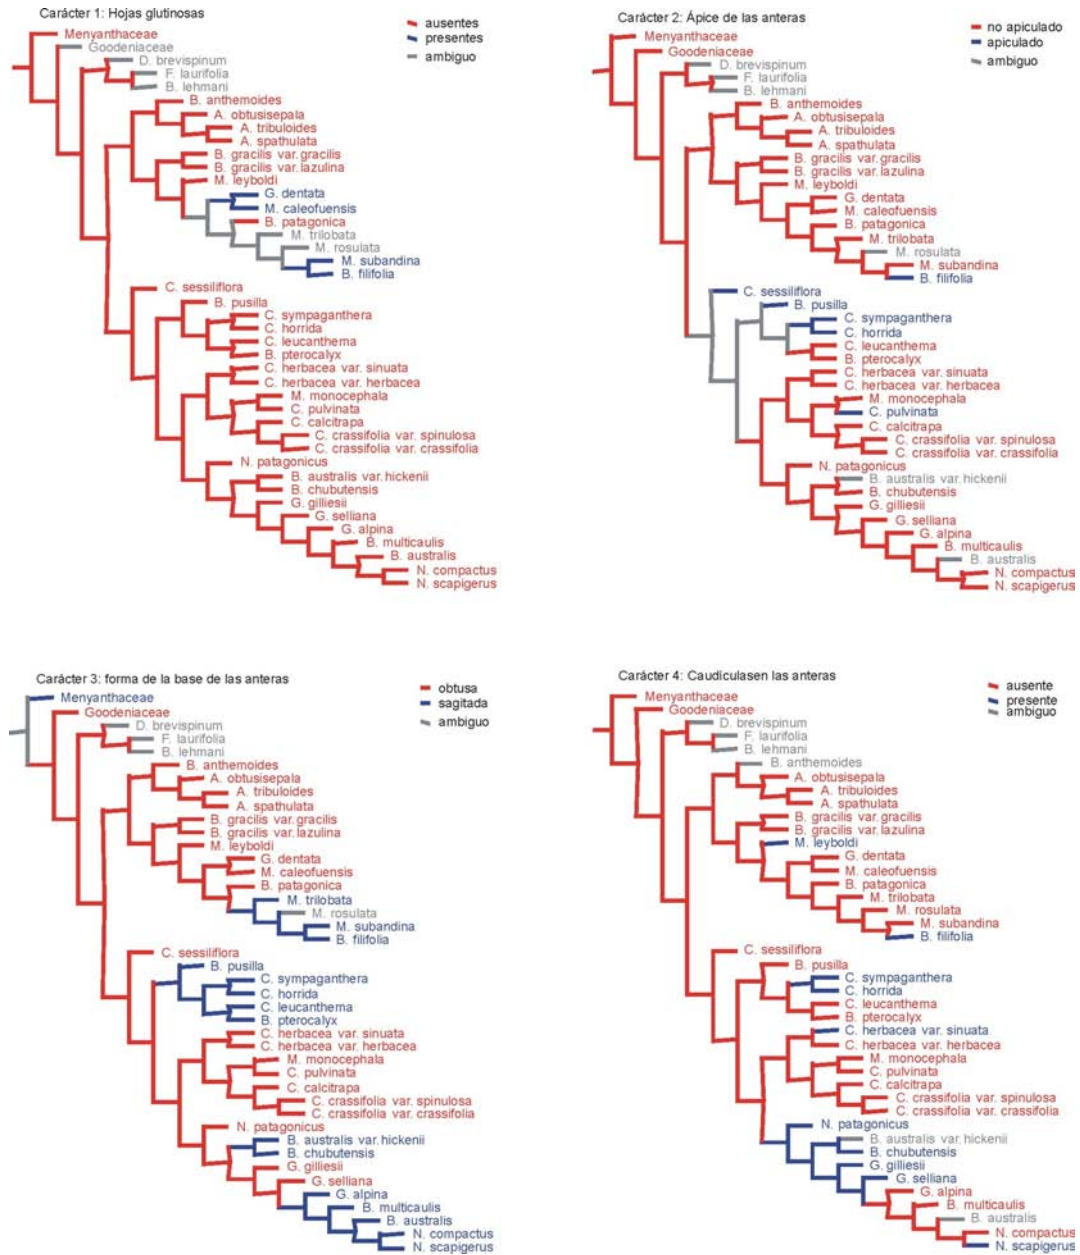 Carácter 1: Hojas glutinosas
ausentes
presentes
ambiguo
Menyanthaceae
Goodeniaceae
D. brevispinum
F. laurifolia
B. lehmani
B. anthemoides
A. obtusisepala
A. tribuloides
A. spathulata
B. gracilis var. gracilis
B. gracilis var. lazulina
M. leyboldi
G. dentata
M. caleofuensis
B. patagonica
M. trilobata
M. rosulata
M. subandina
B. filifolia
C. sessiliflora
B. pusilla
C. sympaganthera
C. horrida
C. leucanthema
B. pterocalyx
C. herbacea var. sinuata
C. herbacea var. herbacea
M. monocephala
C. pulvinata
C. calcitrapa
C. crassifolia var. spinulosa
C. crassifolia var. crassifolia
N. patagonicus
B. australis var. hickenii
B. chubutensis
G. gilliesii
G. selliana
G. alpina
B. multicaulis
B. australis
N. compactus
N. scapigerus
Carácter 2: Ápice de las anteras
no apiculado
apiculado
ambiguo
Menyanthaceae
Goodeniaceae
D. brevispinum
F. laurifolia
B. lehmani
B. anthemoides
A. obtusisepala
A. tribuloides
A. spathulata
B. gracilis var. gracilis
B. gracilis var. lazulina
M. leyboldi
G. dentata
M. caleofuensis
B. patagonica
M. trilobata
M. rosulata
M. subandina
B. filifolia
C. sessiliflora
B. pusilla
C. sympaganthera
C. horrida
C. leucanthema
B. pterocalyx
C. herbacea var. sinuata
C. herbacea var. herbacea
M. monocephala
C. pulvinata
C. calcitrapa
C. crassifolia var. spinulosa
C. crassifolia var. crassifolia
N. patagonicus
B. australis var. hickenii
B. chubutensis
G. gilliesii
G. selliana
G. alpina
B. multicaulis
B. australis
N. compactus
N. scapigerus
Carácter 3: forma de la base de las anteras
obtusa
sagitada
ambiguo
Menyanthaceae
Goodeniaceae
D. brevispinum
F. laurifolia
B. lehmani
B. anthemoides
A. obtusisepala
A. tribuloides
A. spathulata
B. gracilis var. gracilis
B. gracilis var. lazulina
M. leyboldi
G. dentata
M. caleofuensis
B. patagonica
M. trilobata
M. rosulata
M. subandina
B. filifolia
C. sessiliflora
B. pusilla
C. sympaganthera
C. horrida
C. leucanthema
B. pterocalyx
C. herbacea var. sinuata
C. herbacea var. herbacea
M. monocephala
C. pulvinata
C. calcitrapa
C. crassifolia var. spinulosa
C. crassifolia var. crassifolia
N. patagonicus
B. australis var. hickenii
B. chubutensis
G. gilliesii
G. selliana
G. alpina
B. multicaulis
B. australis
N. compactus
N. scapigerus
Carácter 4: Caudículasen las anteras
ausente
presente
ambiguo
Menyanthaceae
Goodeniaceae
D. brevispinum
F. laurifolia
B. lehmani
B. anthemoides
A. obtusisepala
A. tribuloides
A. spathulata
B. gracilis var. gracilis
B. gracilis var. lazulina
M. leyboldi
G. dentata
M. caleofuensis
B. patagonica
M. trilobata
M. rosulata
M. subandina
B. filifolia
C. sessiliflora
B. pusilla
C. sympaganthera
C. horrida
C. leucanthema
B. pterocalyx
C. herbacea var. sinuata
C. herbacea var. herbacea
M. monocephala
C. pulvinata
C. calcitrapa
C. crassifolia var. spinulosa
C. crassifolia var. crassifolia
N. patagonicus
B. australis var. hickenii
B. chubutensis
G. gilliesii
G. selliana
G. alpina
B. multicaulis
B. australis
N. compactus
N. scapigerus